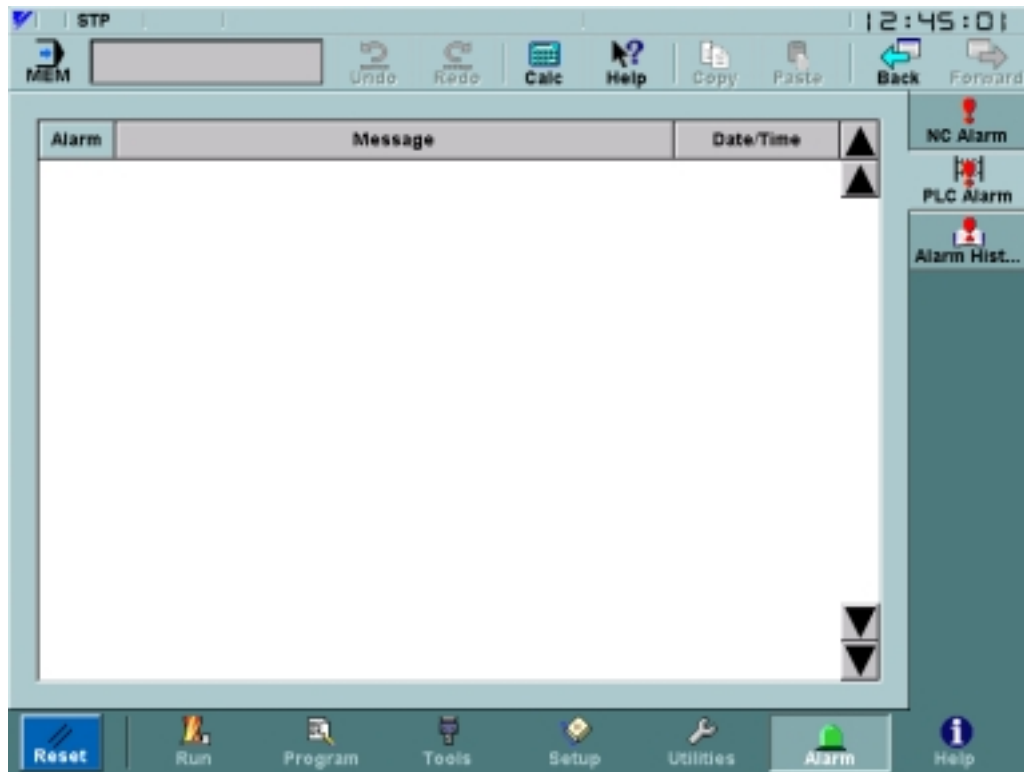 STP 12:45:01
MEM Undo Redo Calc Help Copy Paste Back Forward
Alarm Message Date/Time
NC Alarm
PLC Alarm
Alarm Hist...
Reset Run Program Tools Setup Utilities Alarm Help